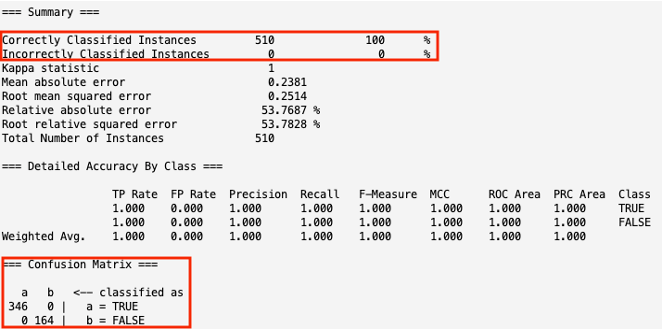 === Summary ===
Correctly Classified Instances 510 100 %
Incorrectly Classified Instances 0 0 %
Kappa statistic 1
Mean absolute error 0.2381
Root mean squared error 0.2514
Relative absolute error 53.7687 %
Root relative squared error 53.7828 %
Total Number of Instances 510
=== Detailed Accuracy By Class ===
TP Rate FP Rate Precision Recall F-Measure MCC ROC Area PRC Area Class
1.000 0.000 1.000 1.000 1.000 1.000 1.000 1.000 TRUE
1.000 0.000 1.000 1.000 1.000 1.000 1.000 1.000 FALSE
Weighted Avg. 1.000 0.000 1.000 1.000 1.000 1.000 1.000 1.000
=== Confusion Matrix ===
a b <-- classified as
346 0 | a = TRUE
0 164 | b = FALSE